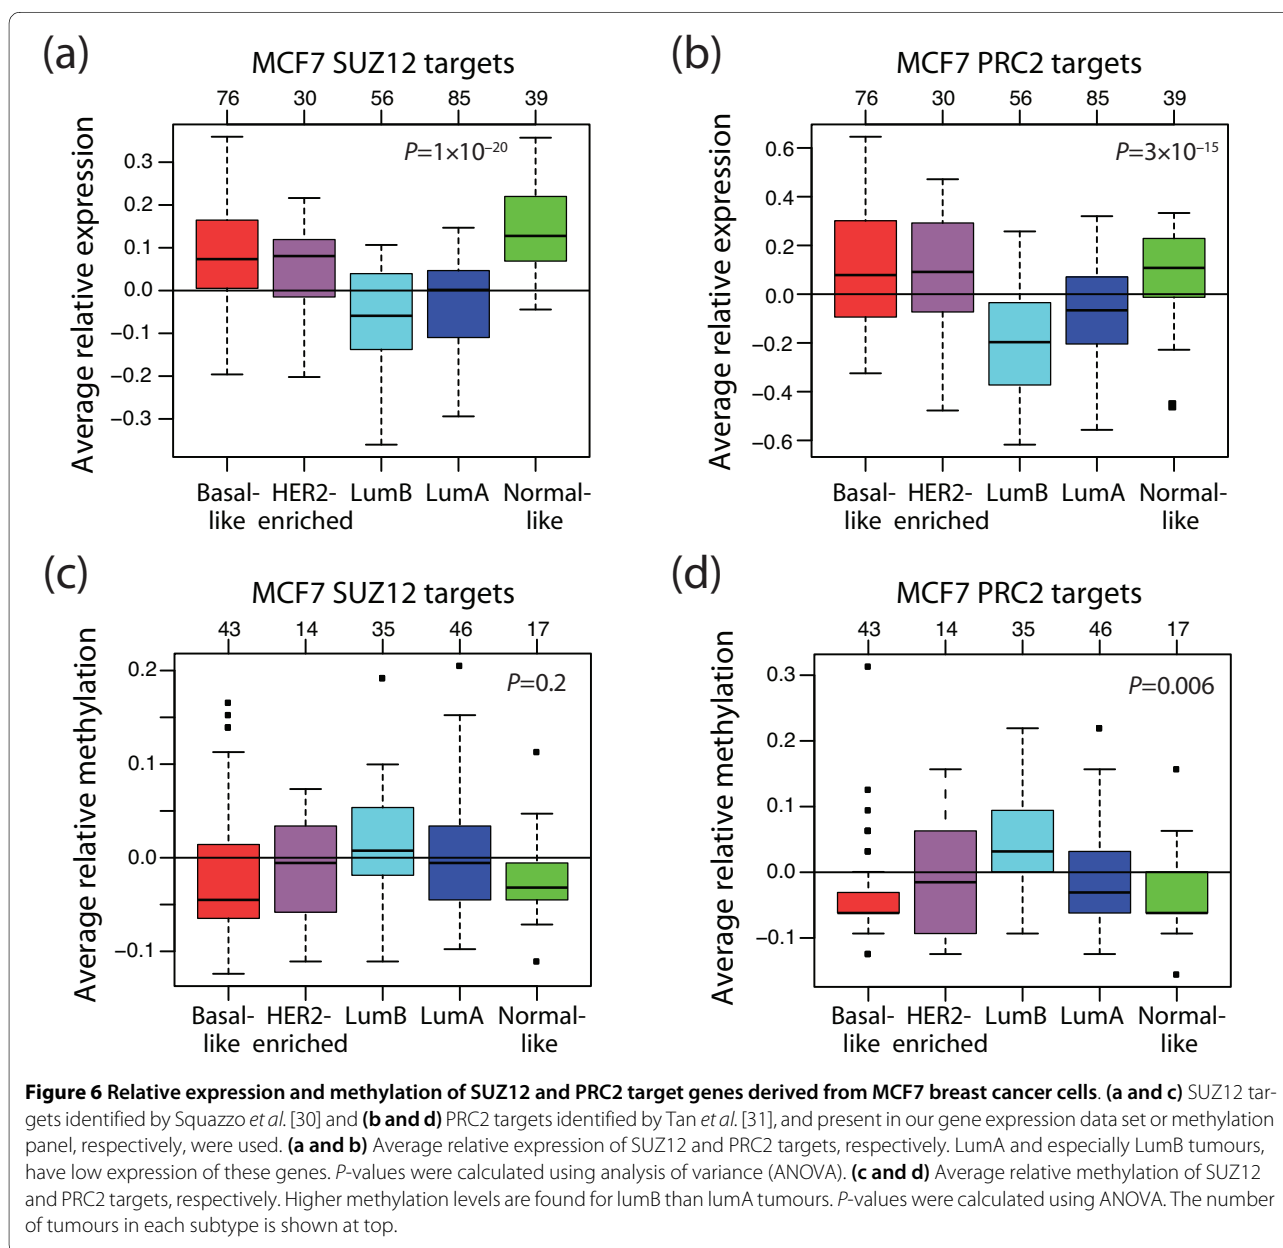 (a)
MCF7 SUZ12 targets
76 30 56 85 39
P=1×10⁻²⁰
Average relative expression
0.3
0.2
0.1
0.0
−0.1
−0.2
−0.3
Basal-like HER2-enriched LumB LumA Normal-like
(b)
MCF7 PRC2 targets
76 30 56 85 39
P=3×10⁻¹⁵
Average relative expression
0.6
0.4
0.2
0.0
−0.2
−0.4
−0.6
Basal-like HER2-enriched LumB LumA Normal-like
(c)
MCF7 SUZ12 targets
43 14 35 46 17
P=0.2
Average relative methylation
0.2
0.1
0.0
−0.1
Basal-like HER2-enriched LumB LumA Normal-like
(d)
MCF7 PRC2 targets
43 14 35 46 17
P=0.006
Average relative methylation
0.3
0.2
0.1
0.0
−0.1
Basal-like HER2-enriched LumB LumA Normal-like
Figure 6 Relative expression and methylation of SUZ12 and PRC2 target genes derived from MCF7 breast cancer cells. (a and c) SUZ12 tar-
gets identified by Squazzo et al. [30] and (b and d) PRC2 targets identified by Tan et al. [31], and present in our gene expression data set or methylation
panel, respectively, were used. (a and b) Average relative expression of SUZ12 and PRC2 targets, respectively. LumA and especially LumB tumours,
have low expression of these genes. P-values were calculated using analysis of variance (ANOVA). (c and d) Average relative methylation of SUZ12
and PRC2 targets, respectively. Higher methylation levels are found for lumB than lumA tumours. P-values were calculated using ANOVA. The number
of tumours in each subtype is shown at top.